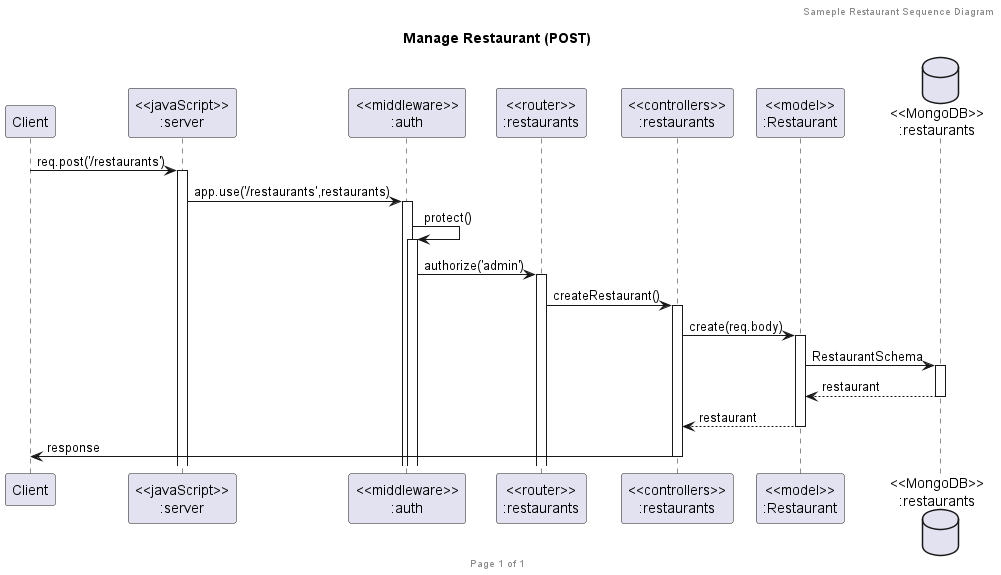 Sameple Restaurant Sequence Diagram
Manage Restaurant (POST)
Client
<<javaScript>>
:server
<<middleware>>
:auth
<<router>>
:restaurants
<<controllers>>
:restaurants
<<model>>
:Restaurant
<<MongoDB>>
:restaurants
req.post('/restaurants')
app.use('/restaurants',restaurants)
protect()
authorize('admin')
createRestaurant()
create(req.body)
RestaurantSchema
restaurant
restaurant
response
Client
<<javaScript>>
:server
<<middleware>>
:auth
<<router>>
:restaurants
<<controllers>>
:restaurants
<<model>>
:Restaurant
<<MongoDB>>
:restaurants
Page 1 of 1